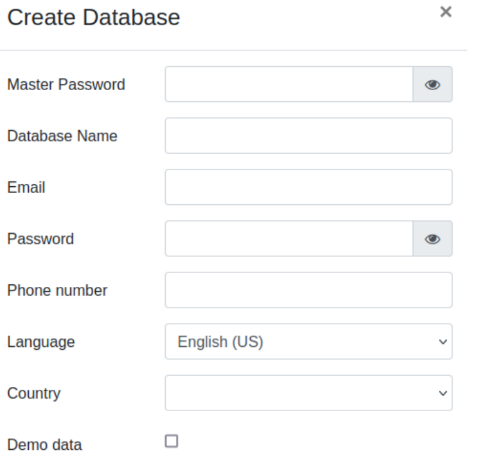 Create Database ×
Master Password
Database Name
Email
Password
Phone number
Language English (US)
Country
Demo data